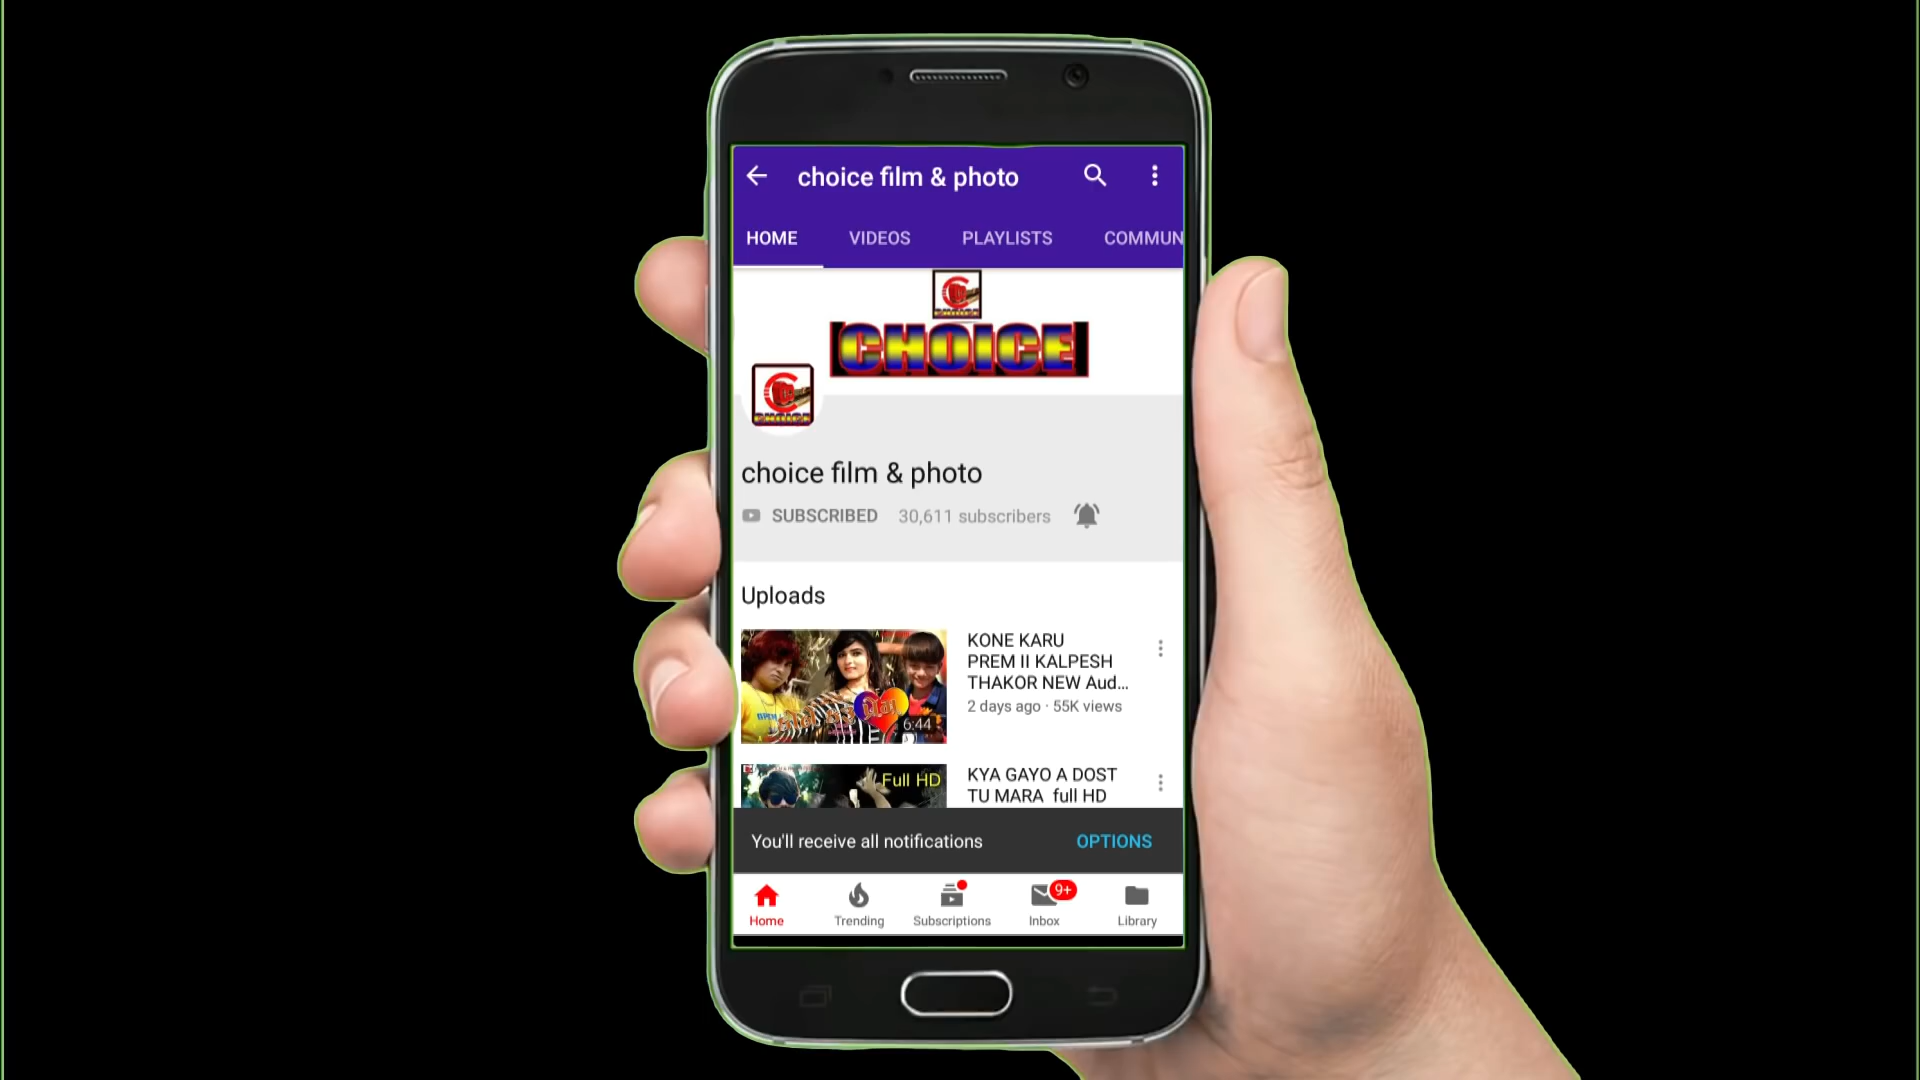 choice film & photo
HOME VIDEOS PLAYLISTS COMMUN
CHOICE
CHOICE
CHOICE
choice film & photo
SUBSCRIBED 30,611 subscribers
Uploads
KONE KARU
PREM II KALPESH
THAKOR NEW Aud...
2 days ago · 55K views
6:44
Full HD
KYA GAYO A DOST
TU MARA full HD
You'll receive all notifications OPTIONS
9+
Home Trending Subscriptions Inbox Library